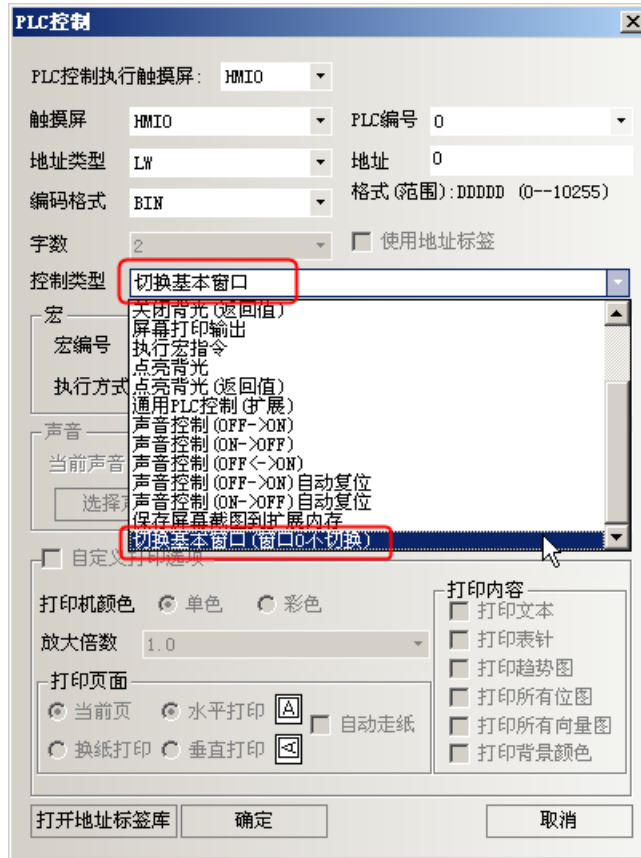 PLC控制
PLC控制执行触摸屏: HMI0
触摸屏 HMI0 PLC编号 0
地址类型 LW 地址 0
编码格式 BIN 格式(范围):DDDDD (0--10255)
字数 2 使用地址标签
控制类型 切换基本窗口
宏
关闭背光(返回值)
屏幕打印输出
宏编号 执行宏指令
点亮背光
执行方式 点亮背光(返回值)
通用PLC控制(扩展)
声音 声音控制(OFF->ON)
声音控制(ON->OFF)
当前声音 声音控制(OFF<->ON)
声音控制(OFF->ON)自动复位
选择 声音控制(ON->OFF)自动复位
保存屏幕截图到扩展内存
切换基本窗口(窗口0不切换)
自定义打印选项
打印机颜色 单色 彩色
放大倍数 1.0
打印页面
当前页 水平打印 A 自动走纸
换纸打印 垂直打印 A
打印内容
打印文本
打印表针
打印趋势图
打印所有位图
打印所有向量图
打印背景颜色
打开地址标签库 确定 取消